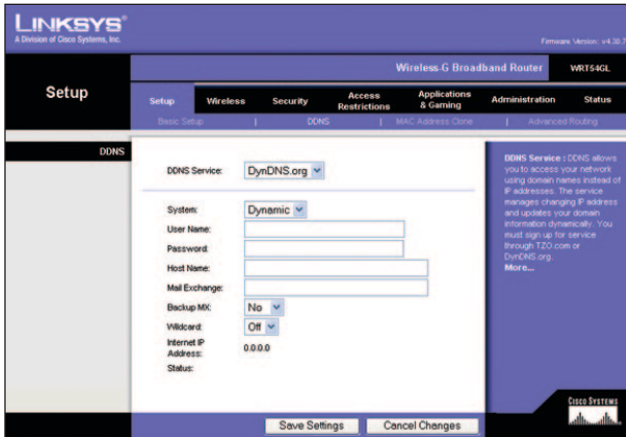 LINKSYS®
A Division of Cisco Systems, Inc.
Firmware Version: v4.30.7
Wireless-G Broadband Router WRT54GL
Setup
Setup Wireless Security Access Restrictions Applications & Gaming Administration Status
Basic Setup | DDNS | MAC Address Clone | Advanced Routing
DDNS
DDNS Service: DynDNS.org
System: Dynamic
User Name:
Password:
Host Name:
Mail Exchange:
Backup MX: No
Wildcard: Off
Internet IP
Address: 0.0.0.0
Status:
DDNS Service : DDNS allows
you to access your network
using domain names instead of
IP addresses. The service
manages changing IP address
and updates your domain
information dynamically. You
must sign up for service
through TZO.com or
DynDNS.org.
More...
Save Settings Cancel Changes
CISCO SYSTEMS